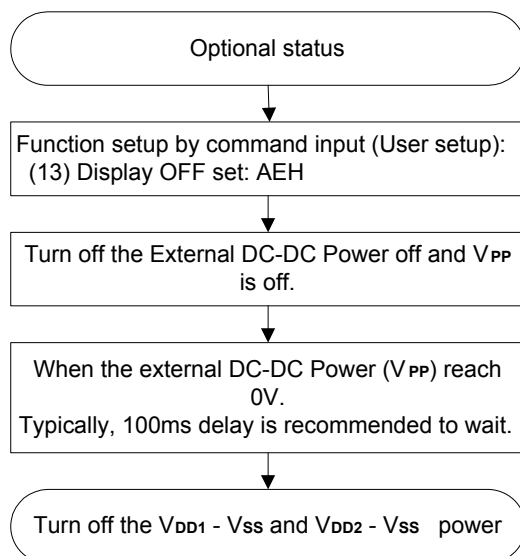 Optional status
Function setup by command input (User setup):
(13) Display OFF set: AEH
Turn off the External DC-DC Power off and VPP
is off.
When the external DC-DC Power (VPP) reach
0V.
Typically, 100ms delay is recommended to wait.
Turn off the VDD1 - VSS and VDD2 - VSS power